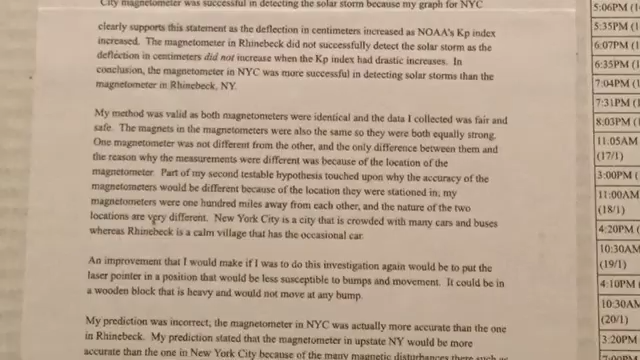 City magnetometer was successful in detecting the solar storm because my graph for NYC
clearly supports this statement as the deflection in centimeters increased as NOAA's Kp index
increased. The magnetometer in Rhinebeck did not successfully detect the solar storm as the
deflection in centimeters did not increase when the Kp index had drastic increases. In
conclusion, the magnetometer in NYC was more successful in detecting solar storms than the
magnetometer in Rhinebeck, NY.
My method was valid as both magnetometers were identical and the data I collected was fair and
safe. The magnets in the magnetometers were also the same so they were both equally strong.
One magnetometer was not different from the other, and the only difference between them and
the reason why the measurements were different was because of the location of the
magnetometer. Part of my second testable hypothesis touched upon why the accuracy of the
magnetometers would be different because of the location they were stationed in; my
magnetometers were one hundred miles away from each other, and the nature of the two
locations are very different. New York City is a city that is crowded with many cars and buses
whereas Rhinebeck is a calm village that has the occasional car.
An improvement that I would make if I was to do this investigation again would be to put the
laser pointer in a position that would be less susceptible to bumps and movement. It could be in
a wooden block that is heavy and would not move at any bump.
My prediction was incorrect, the magnetometer in NYC was actually more accurate than the one
in Rhinebeck. My prediction stated that the magnetometer in upstate NY would be more
accurate than the one in New York City because of the many magnetic disturbances there such as
5:06PM (1
5:35PM (1
6:07PM (1
6:35PM (1
7:04PM (1
7:31PM (1
8:03PM (1
11:05AM
(17/1)
3:00PM (
11:00AM
(18/1)
4:20PM (
10:30AM
(19/1)
4:10PM (
10:30AM
(20/1)
3:20PM
7:00PM